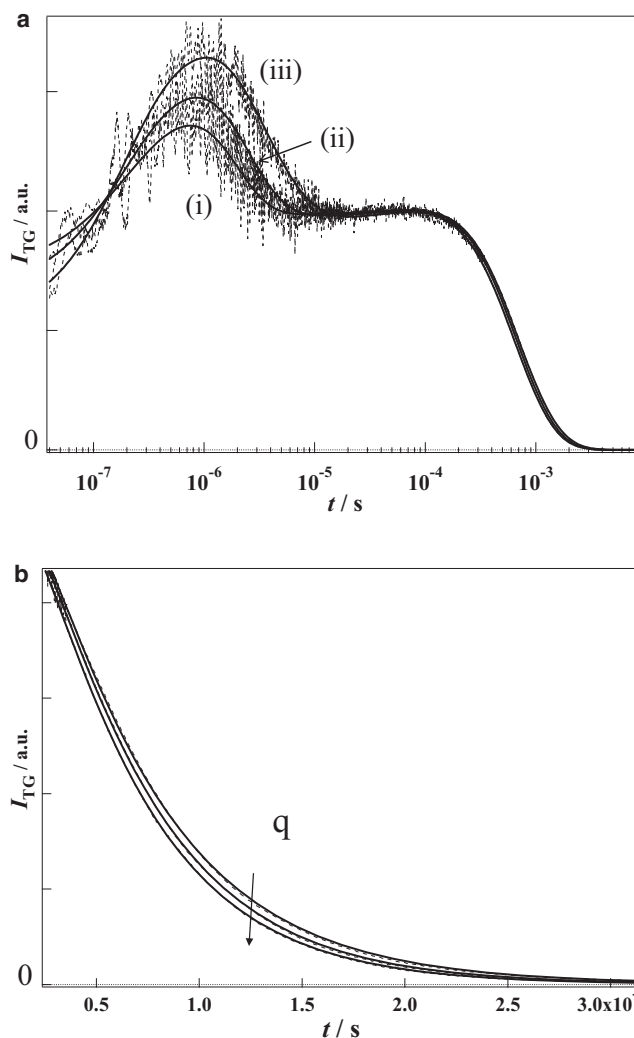 a
(iii)
(ii)
(i)
I_TG / a.u.
0
10^-7 10^-6 10^-5 10^-4 10^-3
t / s
b
q
I_TG / a.u.
0
0.5 1.0 1.5 2.0 2.5 3.0x10
t / s